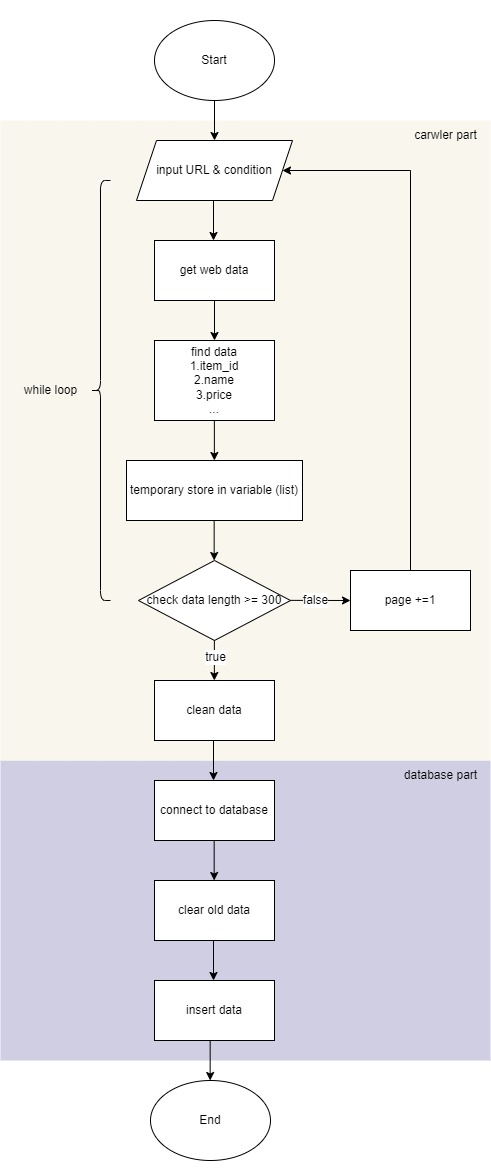 Start
carwler part
input URL & condition
get web data
find data
1.item_id
2.name
3.price
...
while loop
temporary store in variable (list)
check data length >= 300
false
page +=1
true
clean data
database part
connect to database
clear old data
insert data
End